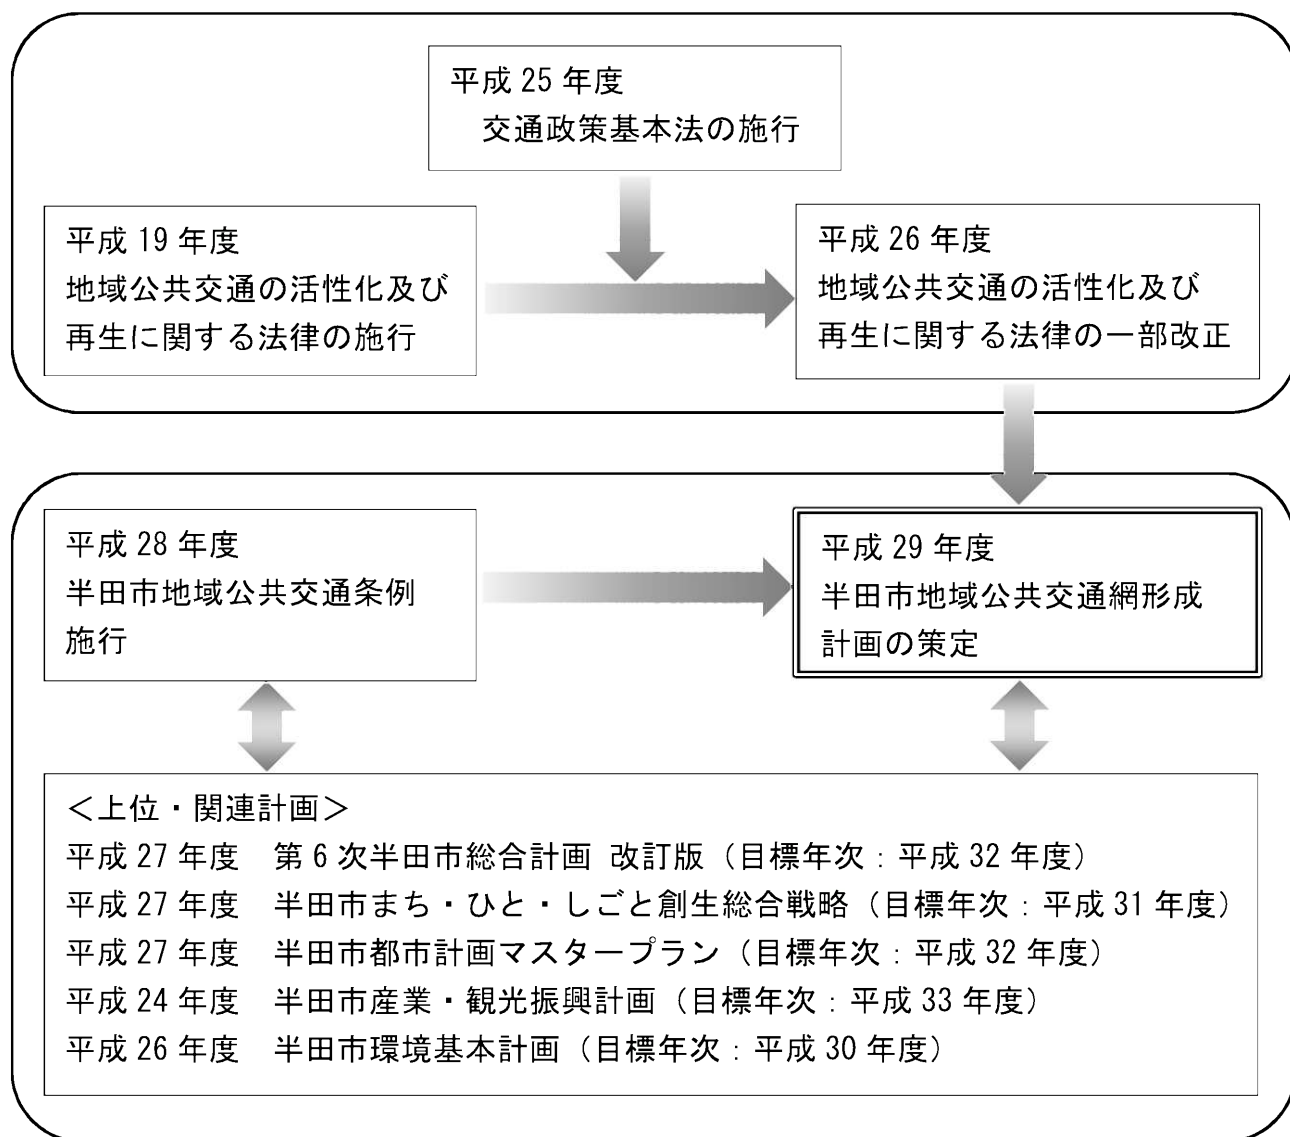 平成 25 年度
交通政策基本法の施行
平成 19 年度
地域公共交通の活性化及び
再生に関する法律の施行
平成 26 年度
地域公共交通の活性化及び
再生に関する法律の一部改正
平成 28 年度
半田市地域公共交通条例
施行
平成 29 年度
半田市地域公共交通網形成
計画の策定
＜上位・関連計画＞
平成 27 年度　第 6 次半田市総合計画 改訂版（目標年次：平成 32 年度）
平成 27 年度　半田市まち・ひと・しごと創生総合戦略（目標年次：平成 31 年度）
平成 27 年度　半田市都市計画マスタープラン（目標年次：平成 32 年度）
平成 24 年度　半田市産業・観光振興計画（目標年次：平成 33 年度）
平成 26 年度　半田市環境基本計画（目標年次：平成 30 年度）